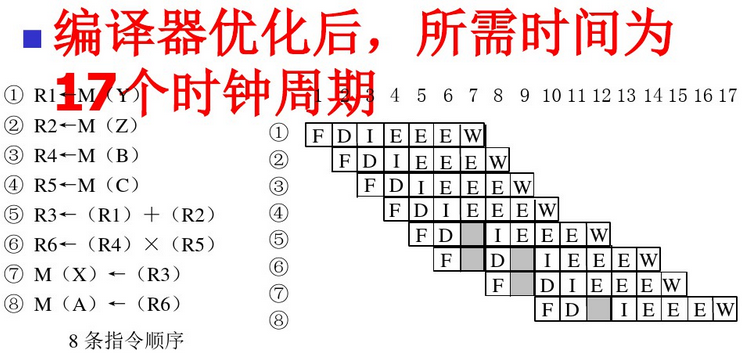 编译器优化后，所需时间为
17个时钟周期
① R1←M（Y）
② R2←M（Z）
③ R4←M（B）
④ R5←M（C）
⑤ R3←（R1）＋（R2）
⑥ R6←（R4）×（R5）
⑦ M（X）←（R3）
⑧ M（A）←（R6）
8 条指令顺序
1 2 3 4 5 6 7 8 9 10 11 12 13 14 15 16 17
① F D I E E E W
② F D I E E E W
③ F D I E E E W
④ F D I E E E W
⑤ F D I E E E W
⑥ F D I E E E W
⑦ F D I E E E W
⑧ F D I E E E W